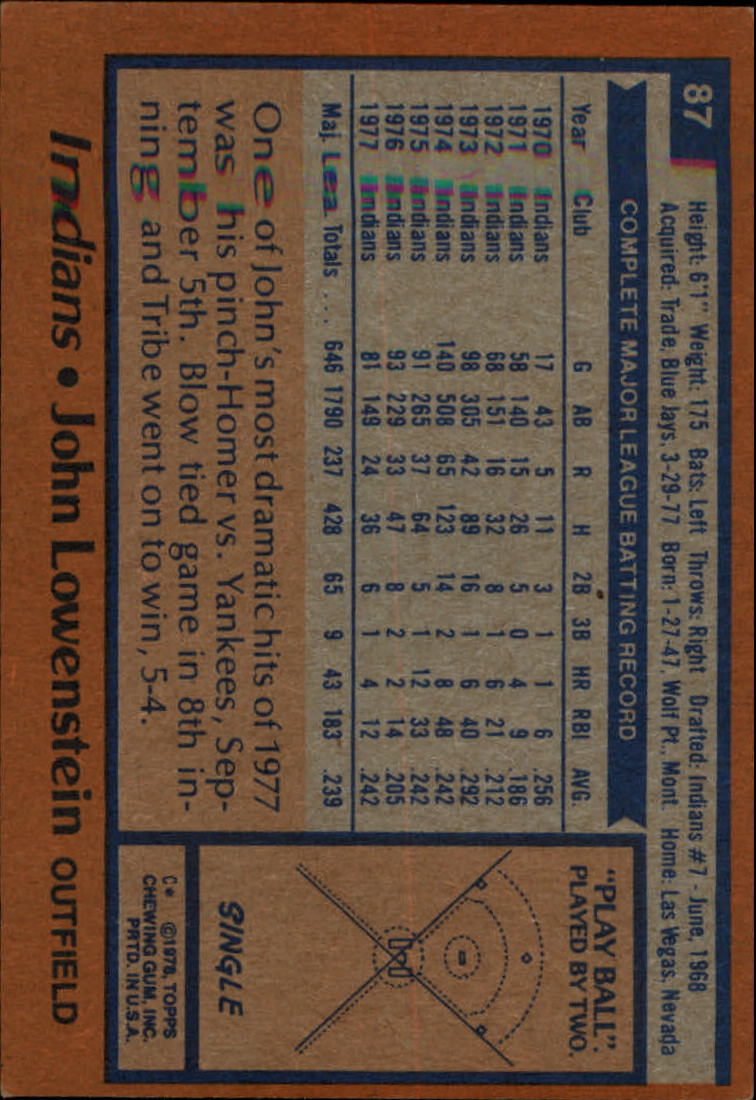 87
Height: 6'1" Weight: 175 Bats: Left Throws: Right Drafted: Indians #7 - June, 1968
Acquired: Trade, Blue Jays, 3-29-77 Born: 1-27-47, Wolf Pt., Mont Home: Las Vegas, Nevada
COMPLETE MAJOR LEAGUE BATTING RECORD
Year Club G AB R H 2B 3B HR RBI AVG.
1970 Indians 17 43 5 11 3 1 1 6 .256
1971 Indians 58 140 15 26 5 0 4 9 .186
1972 Indians 68 151 16 32 8 1 6 21 .212
1973 Indians 98 305 42 89 16 1 6 40 .292
1974 Indians 140 508 65 123 14 2 8 48 .242
1975 Indians 91 265 37 64 5 1 12 33 .242
1976 Indians 93 229 33 47 8 2 2 14 .205
1977 Indians 81 149 24 36 6 1 4 12 .242
Maj. Lea. Totals ... 646 1790 237 428 65 9 43 183 .239
One of John's most dramatic hits of 1977
was his pinch-Homer vs. Yankees, Sep-
tember 5th. Blow tied game in 8th in-
ning and Tribe went on to win, 5-4.
"PLAY BALL":
PLAYED BY TWO.
SINGLE
C* ©1978, TOPPS
CHEWING GUM, INC.
PRTD. IN U.S.A.
Indians • John Lowenstein OUTFIELD